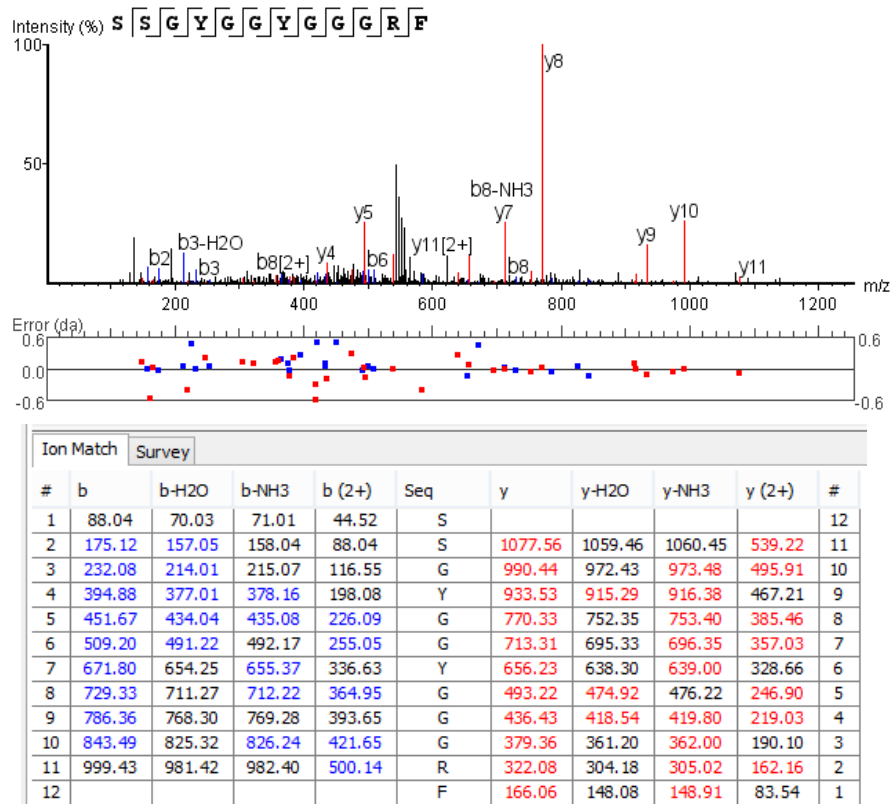 Intensity (%) S S G Y G G Y G G G R F
100
y8
50
b8-NH3
y5 y7 y10
b3-H2O y11[2+] y9
b2 b3 b8[2+] y4 b6 b8 y11
200 400 600 800 1000 1200 m/z
Error (da)
0.6 0.6
0.0 0.0
-0.6 -0.6
Ion Match Survey
# b b-H2O b-NH3 b (2+) Seq y y-H2O y-NH3 y (2+) #
1 88.04 70.03 71.01 44.52 S 12
2 175.12 157.05 158.04 88.04 S 1077.56 1059.46 1060.45 539.22 11
3 232.08 214.01 215.07 116.55 G 990.44 972.43 973.48 495.91 10
4 394.88 377.01 378.16 198.08 Y 933.53 915.29 916.38 467.21 9
5 451.67 434.04 435.08 226.09 G 770.33 752.35 753.40 385.46 8
6 509.20 491.22 492.17 255.05 G 713.31 695.33 696.35 357.03 7
7 671.80 654.25 655.37 336.63 Y 656.23 638.30 639.00 328.66 6
8 729.33 711.27 712.22 364.95 G 493.22 474.92 476.22 246.90 5
9 786.36 768.30 769.28 393.65 G 436.43 418.54 419.80 219.03 4
10 843.49 825.32 826.24 421.65 G 379.36 361.20 362.00 190.10 3
11 999.43 981.42 982.40 500.14 R 322.08 304.18 305.02 162.16 2
12 F 166.06 148.08 148.91 83.54 1